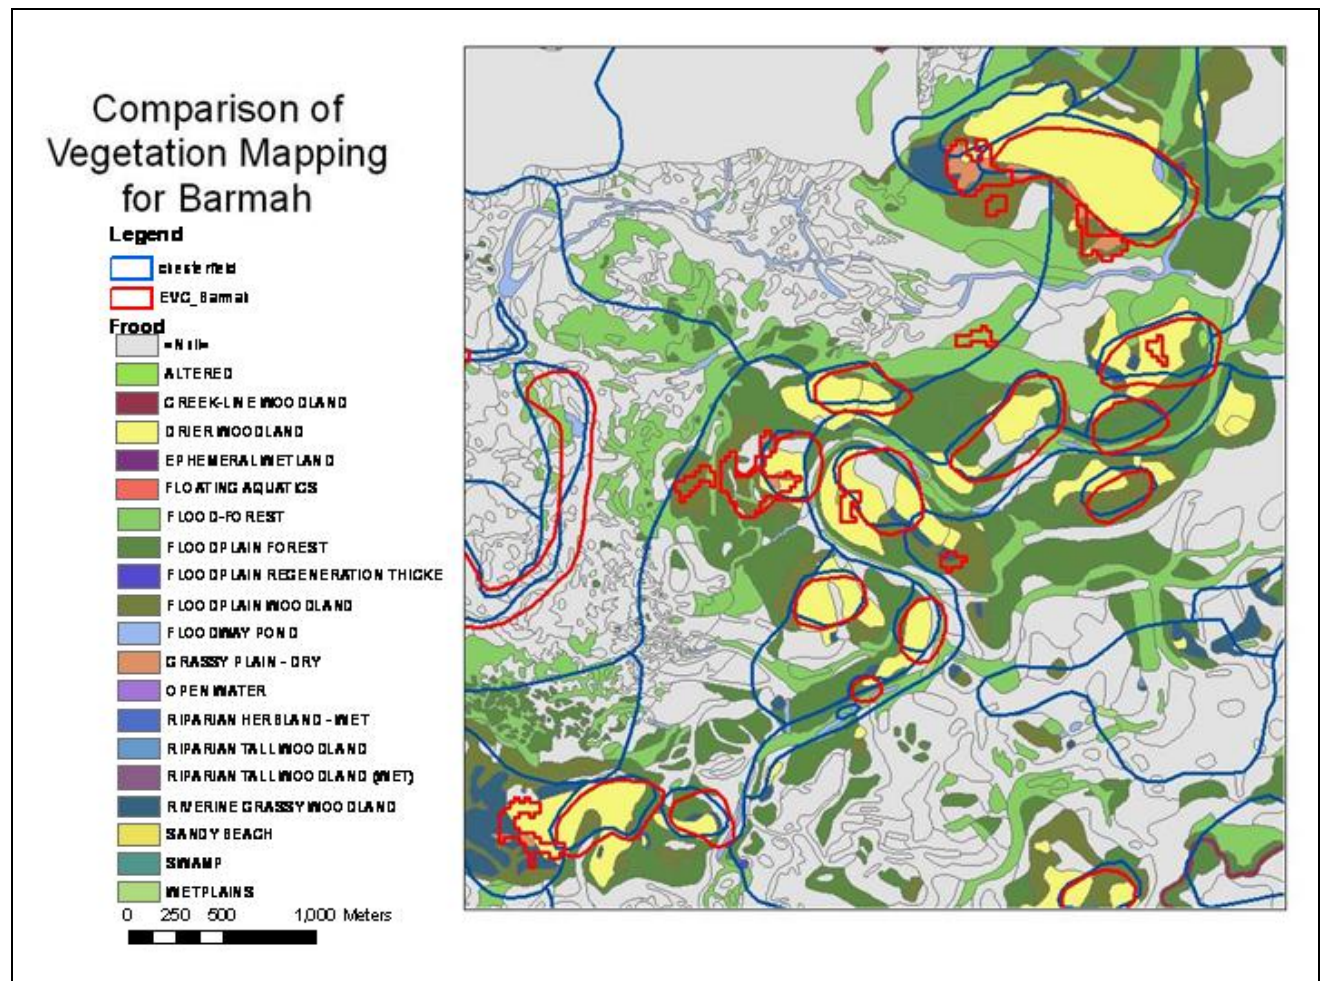 Comparison of
Vegetation Mapping
for Barmah
Legend
chesterfield
EVC_Barmah
Frood
<Null>
ALTERED
CREEK-LINE WOODLAND
DRIER WOODLAND
EPHEMERAL WETLAND
FLOATING AQUATICS
FLOOD-FOREST
FLOODPLAIN FOREST
FLOODPLAIN REGENERATION THICKE
FLOODPLAIN WOODLAND
FLOODWAY POND
GRASSY PLAIN - DRY
OPEN WATER
RIPARIAN HERBLAND - WET
RIPARIAN TALL WOODLAND
RIPARIAN TALL WOODLAND (WET)
RIVERINE GRASSY WOODLAND
SANDY BEACH
SWAMP
WETPLAINS
0 250 500 1,000 Meters